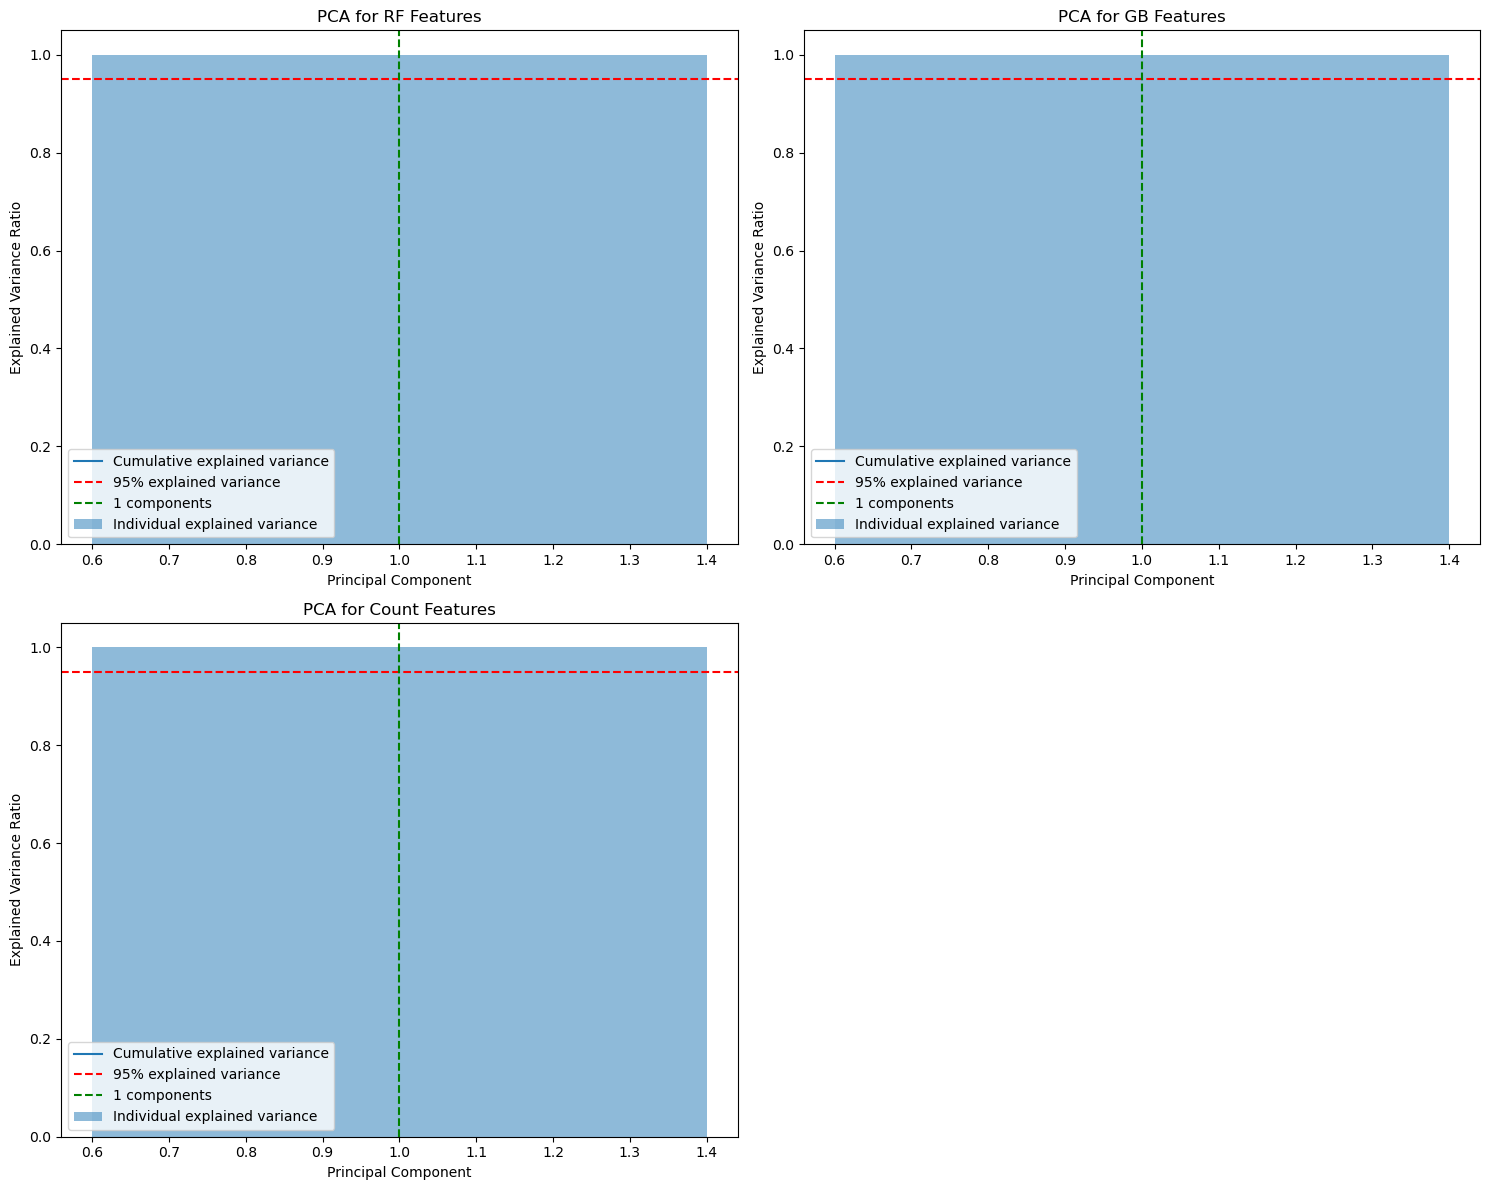 PCA for RF Features
Explained Variance Ratio
1.0
0.8
0.6
0.4
0.2
0.0
Cumulative explained variance
95% explained variance
1 components
Individual explained variance
0.6 0.7 0.8 0.9 1.0 1.1 1.2 1.3 1.4
Principal Component
PCA for GB Features
Explained Variance Ratio
1.0
0.8
0.6
0.4
0.2
0.0
Cumulative explained variance
95% explained variance
1 components
Individual explained variance
0.6 0.7 0.8 0.9 1.0 1.1 1.2 1.3 1.4
Principal Component
PCA for Count Features
Explained Variance Ratio
1.0
0.8
0.6
0.4
0.2
0.0
Cumulative explained variance
95% explained variance
1 components
Individual explained variance
0.6 0.7 0.8 0.9 1.0 1.1 1.2 1.3 1.4
Principal Component